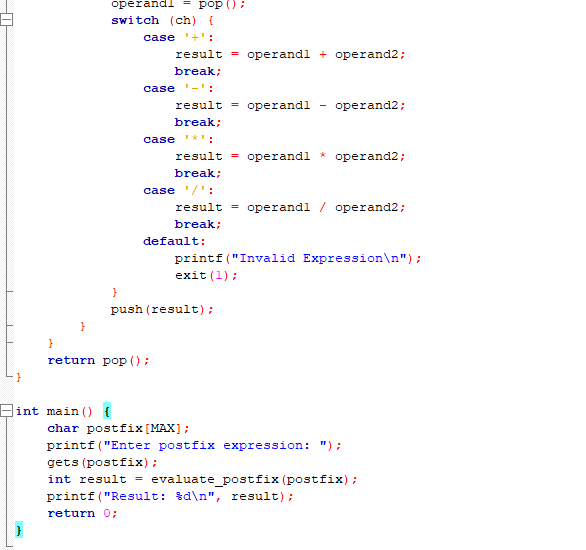 operand1 = pop();
switch (ch) {
case '+':
result = operand1 + operand2;
break;
case '-':
result = operand1 - operand2;
break;
case '*':
result = operand1 * operand2;
break;
case '/':
result = operand1 / operand2;
break;
default:
printf("Invalid Expression\n");
exit(1);
}
push(result);
}
}
return pop();
}
int main() {
char postfix[MAX];
printf("Enter postfix expression: ");
gets(postfix);
int result = evaluate_postfix(postfix);
printf("Result: %d\n", result);
return 0;
}